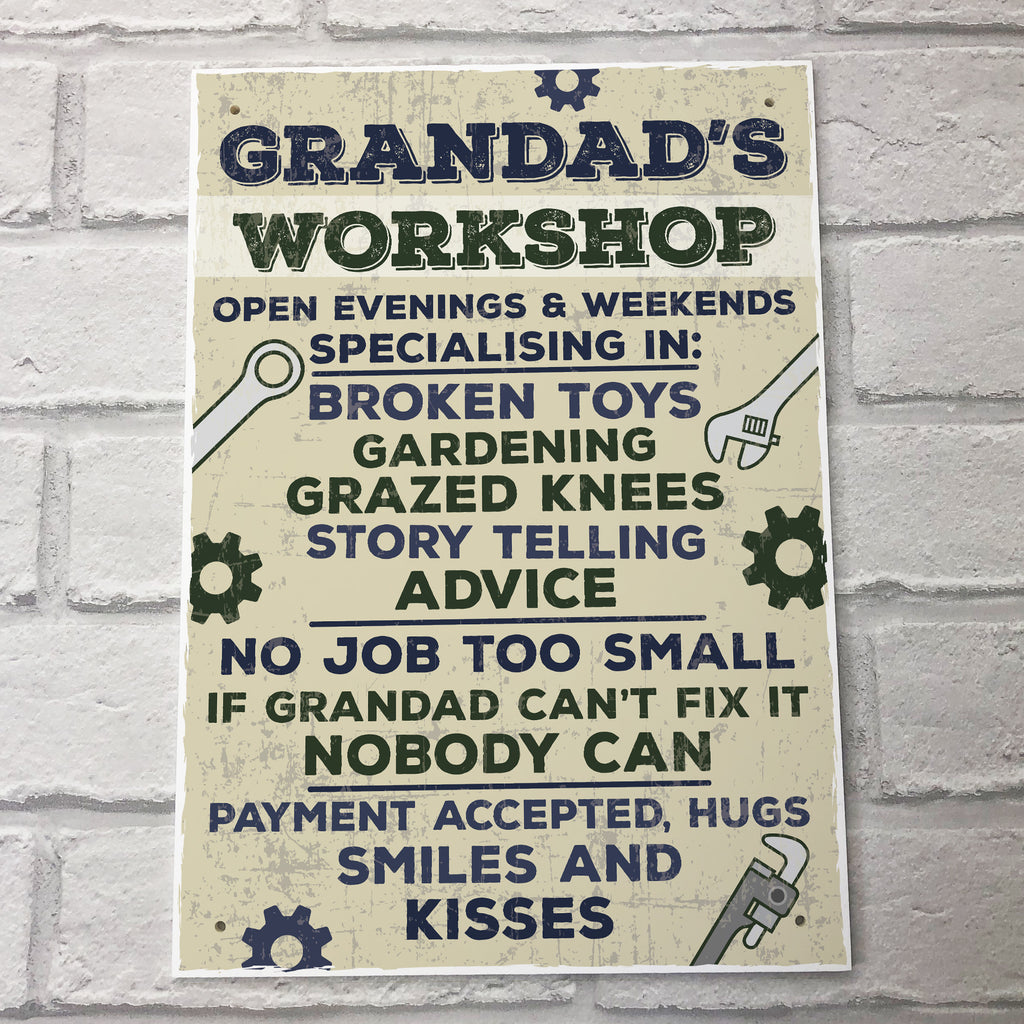 GRANDAD'S
WORKSHOP
OPEN EVENINGS & WEEKENDS
SPECIALISING IN:
BROKEN TOYS
GARDENING
GRAZED KNEES
STORY TELLING
ADVICE
NO JOB TOO SMALL
IF GRANDAD CAN'T FIX IT
NOBODY CAN
PAYMENT ACCEPTED, HUGS
SMILES AND
KISSES